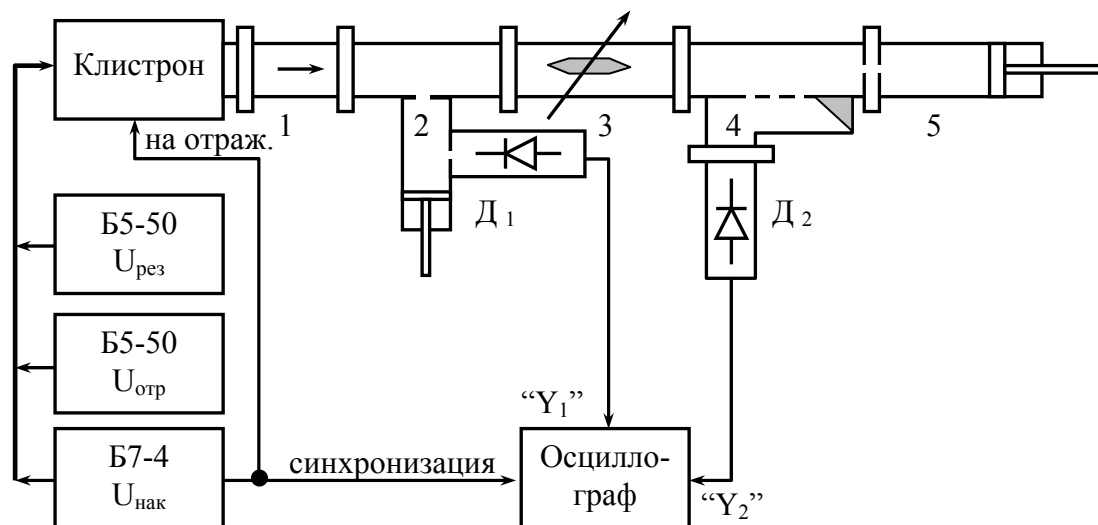 Клистрон
на отраж.
1
2
3
4
5
Д 1
Д 2
Б5-50
Uрез
Б5-50
Uотр
“Y1”
Б7-4
Uнак
синхронизация
Осцилло-
граф
“Y2”